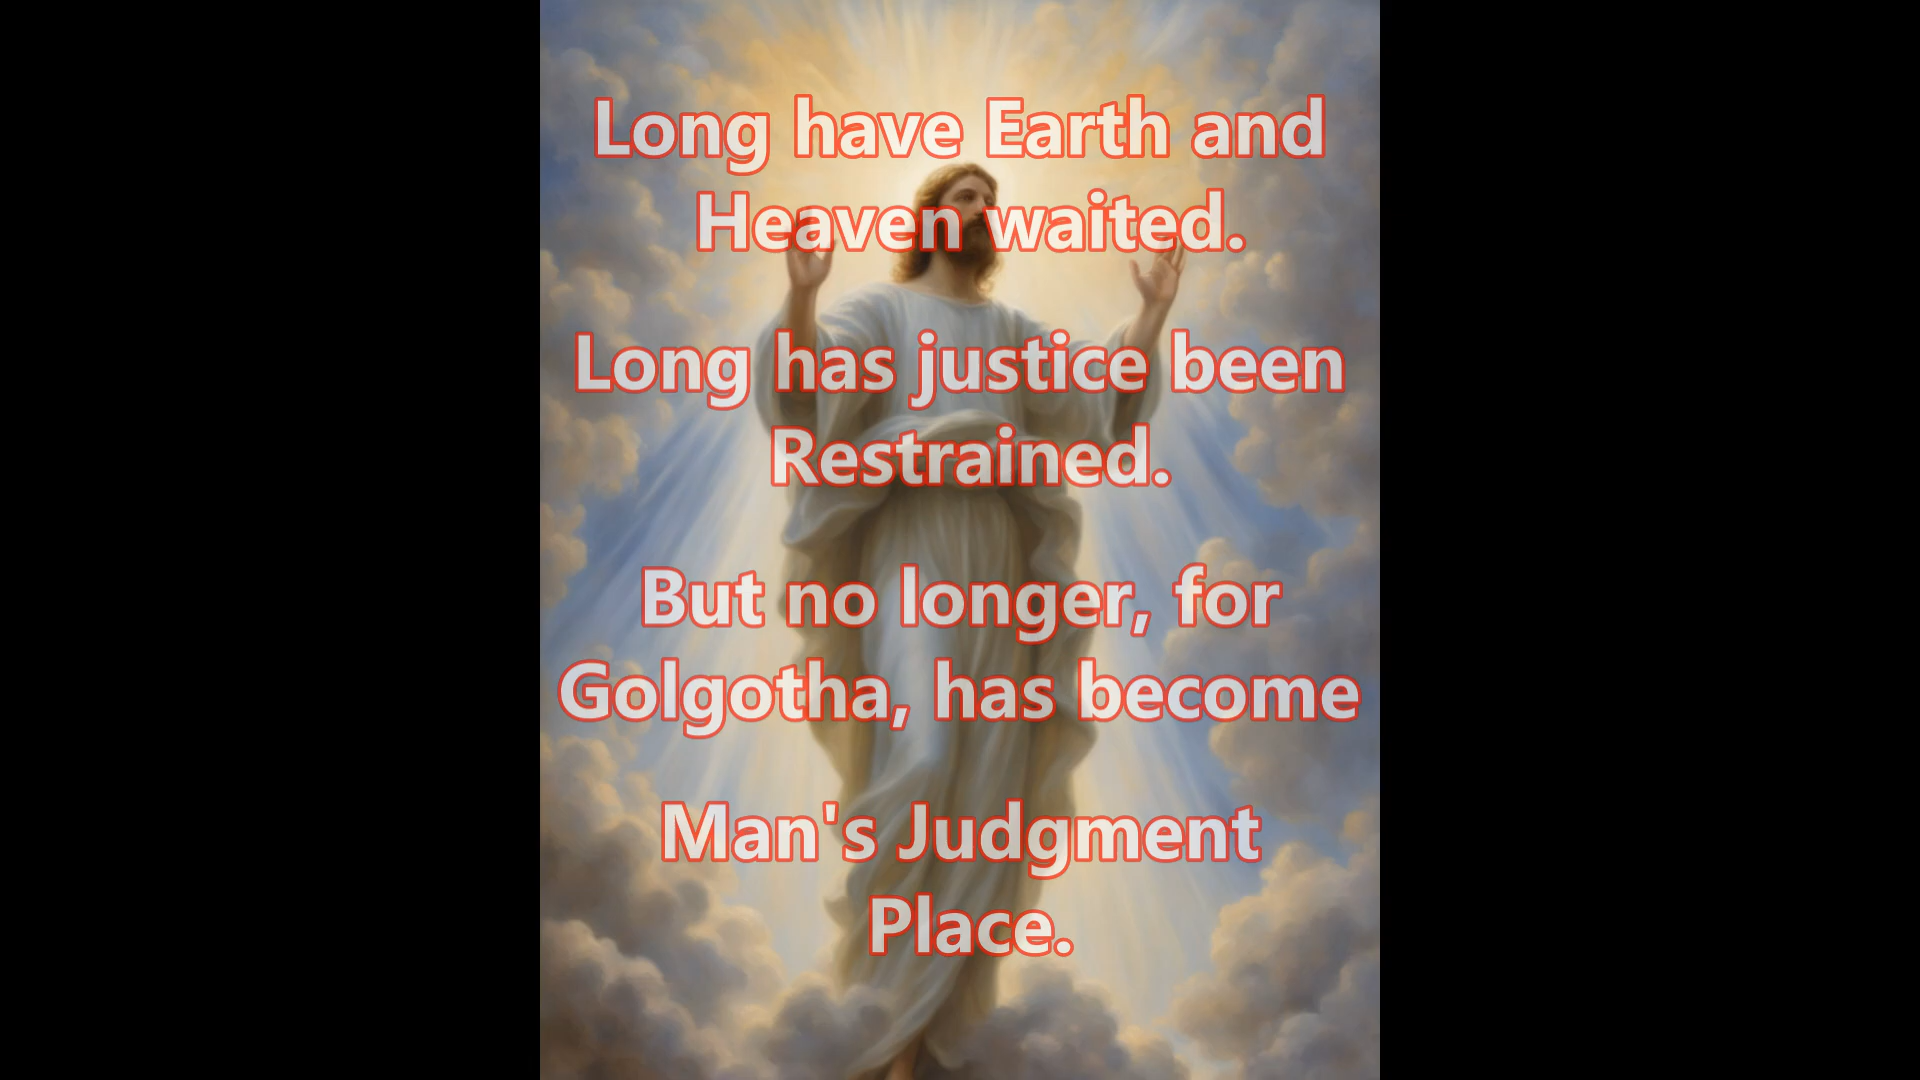 Long have Earth and
Heaven waited.
Long has justice been
Restrained.
But no longer, for
Golgotha, has become
Man's Judgment
Place.